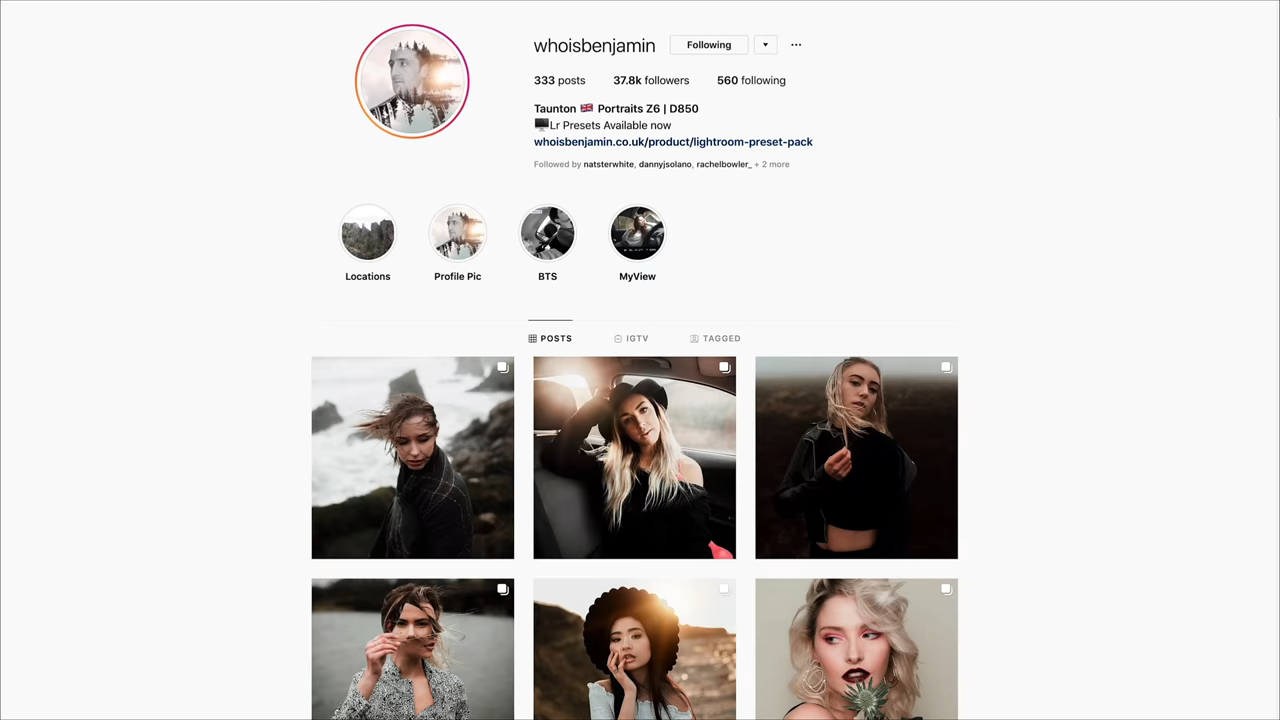 whoisbenjamin Following
333 posts 37.8k followers 560 following
Taunton 🇬🇧 Portraits Z6 | D850
🖥️Lr Presets Available now
whoisbenjamin.co.uk/product/lightroom-preset-pack
Followed by natsterwhite, dannyjsolano, rachelbowler_ + 2 more
Locations Profile Pic BTS MyView
POSTS IGTV TAGGED